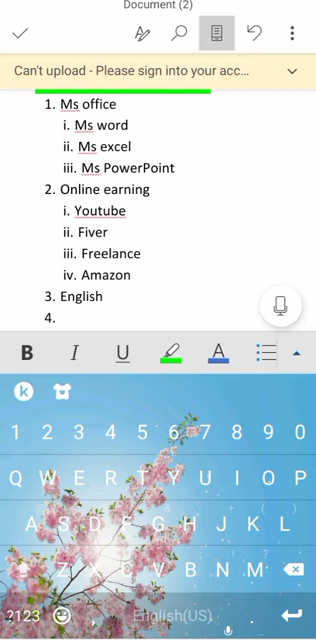 Document (2)
Can't upload - Please sign into your acc...
1. Ms office
i. Ms word
ii. Ms excel
iii. Ms PowerPoint
2. Online earning
i. Youtube
ii. Fiver
iii. Freelance
iv. Amazon
3. English
4.
B I U A
k
1 2 3 4 5 6 7 8 9 0
Q W E R T Y U I O P
A S D F G H J K L
Z X C V B N M
?123 , English(US) .